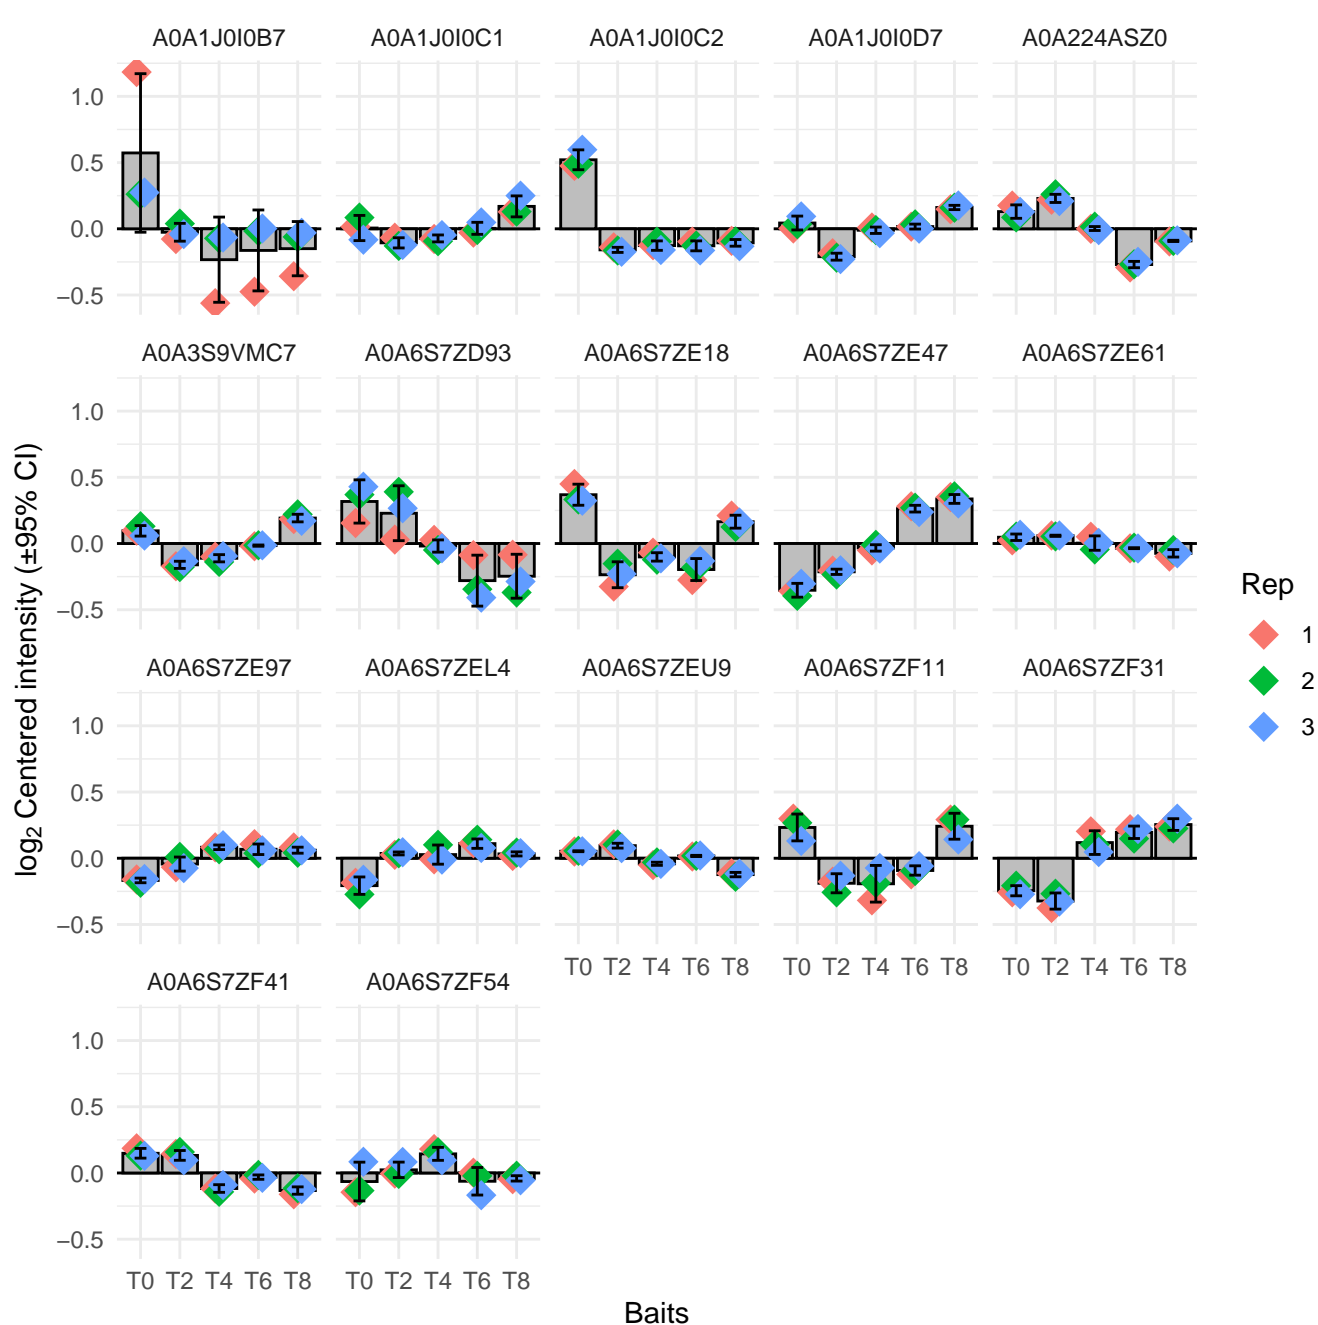 A0A1J0I0B7 A0A1J0I0C1 A0A1J0I0C2 A0A1J0I0D7 A0A224ASZ0
1.0
0.5
0.0
−0.5
A0A3S9VMC7 A0A6S7ZD93 A0A6S7ZE18 A0A6S7ZE47 A0A6S7ZE61
1.0
0.5
0.0
−0.5
A0A6S7ZE97 A0A6S7ZEL4 A0A6S7ZEU9 A0A6S7ZF11 A0A6S7ZF31
1.0
0.5
0.0
−0.5
T0 T2 T4 T6 T8 T0 T2 T4 T6 T8 T0 T2 T4 T6 T8
A0A6S7ZF41 A0A6S7ZF54
1.0
0.5
0.0
−0.5
T0 T2 T4 T6 T8 T0 T2 T4 T6 T8
Baits
log₂ Centered intensity (±95% CI)
Rep
1
2
3